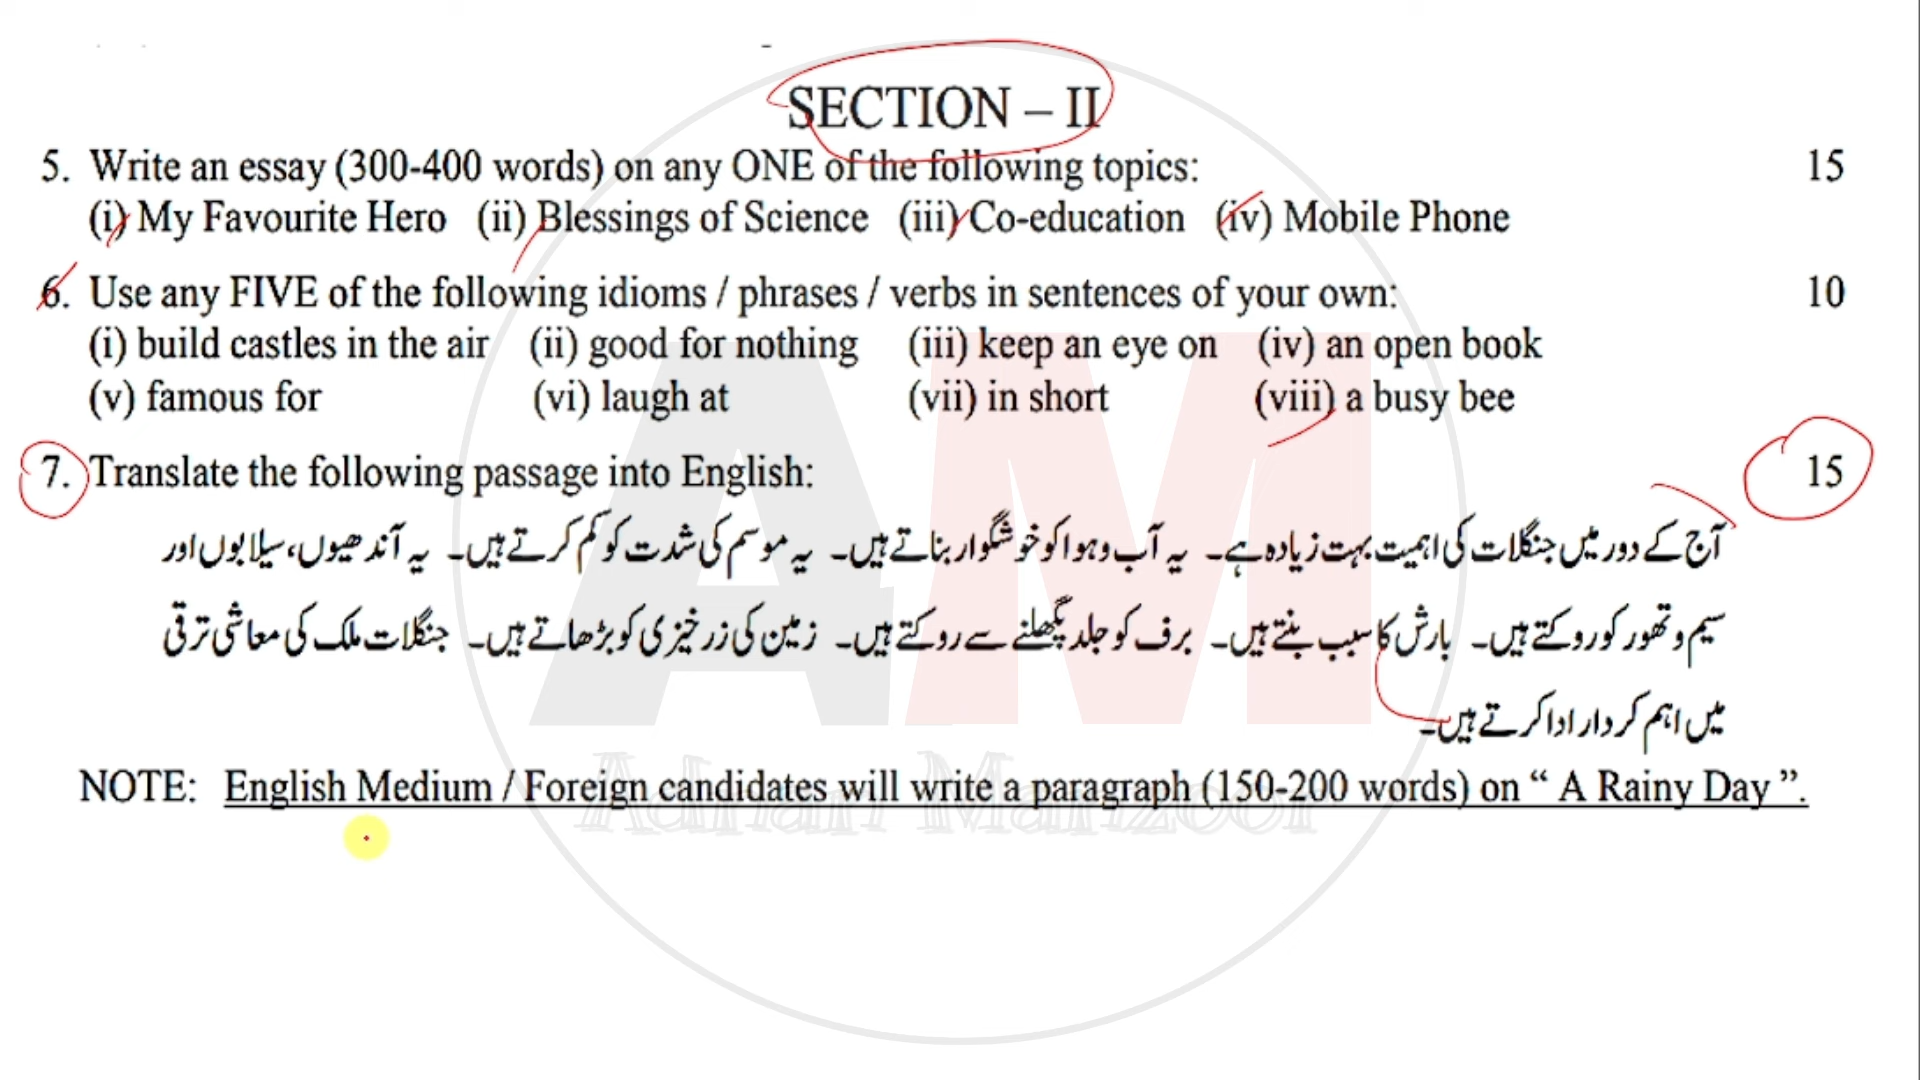 SECTION – II
5. Write an essay (300-400 words) on any ONE of the following topics: 15
(i) My Favourite Hero (ii) Blessings of Science (iii) Co-education (iv) Mobile Phone
6. Use any FIVE of the following idioms / phrases / verbs in sentences of your own: 10
(i) build castles in the air (ii) good for nothing (iii) keep an eye on (iv) an open book
(v) famous for (vi) laugh at (vii) in short (viii) a busy bee
7. Translate the following passage into English: 15
آج کے دور میں جنگلات کی اہمیت بہت زیادہ ہے۔ یہ آب و ہوا کو خوشگوار بناتے ہیں۔ یہ موسم کی شدت کو کم کرتے ہیں۔ یہ آندھیوں، سیلابوں اور
سیم و تھور کو روکتے ہیں۔ بارش کا سبب بنتے ہیں۔ برف کو جلد پگھلنے سے روکتے ہیں۔ زمین کی زرخیزی کو بڑھاتے ہیں۔ جنگلات ملک کی معاشی ترقی
میں اہم کردار ادا کرتے ہیں۔
NOTE: English Medium / Foreign candidates will write a paragraph (150-200 words) on “ A Rainy Day ”.
AM
Adnan Manzoor